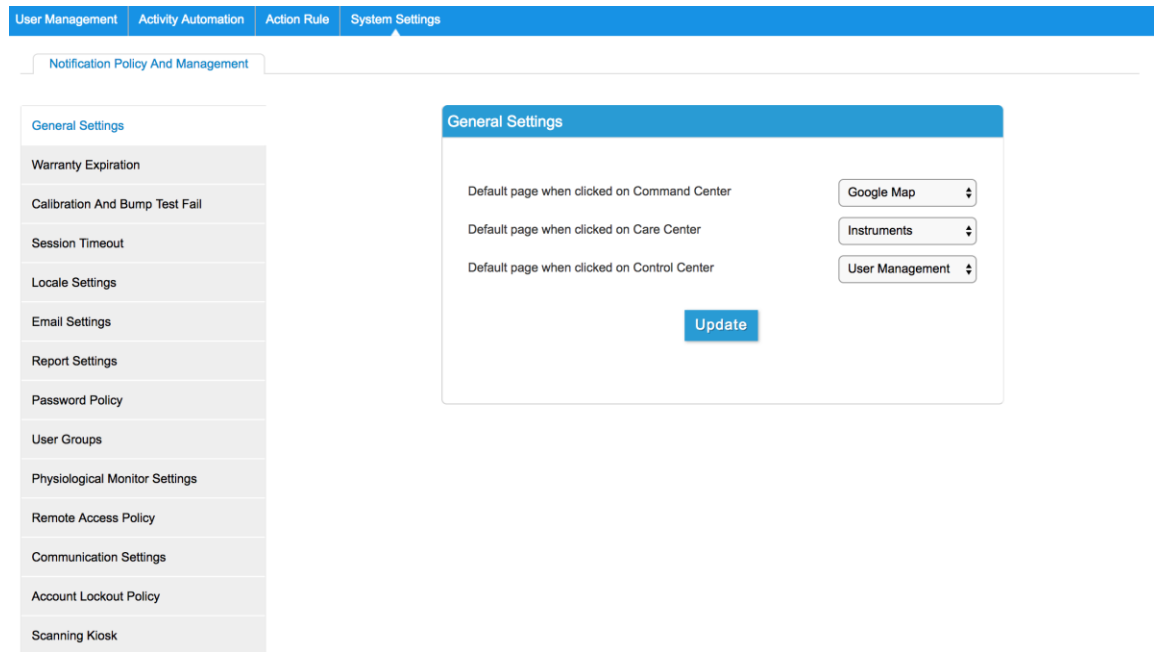 User Management Activity Automation Action Rule System Settings
Notification Policy And Management
General Settings
Warranty Expiration
Calibration And Bump Test Fail
Session Timeout
Locale Settings
Email Settings
Report Settings
Password Policy
User Groups
Physiological Monitor Settings
Remote Access Policy
Communication Settings
Account Lockout Policy
Scanning Kiosk
General Settings
Default page when clicked on Command Center Google Map
Default page when clicked on Care Center Instruments
Default page when clicked on Control Center User Management
Update